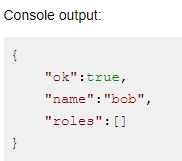 Console output:
{
    "ok":true,
    "name":"bob",
    "roles":[]
}